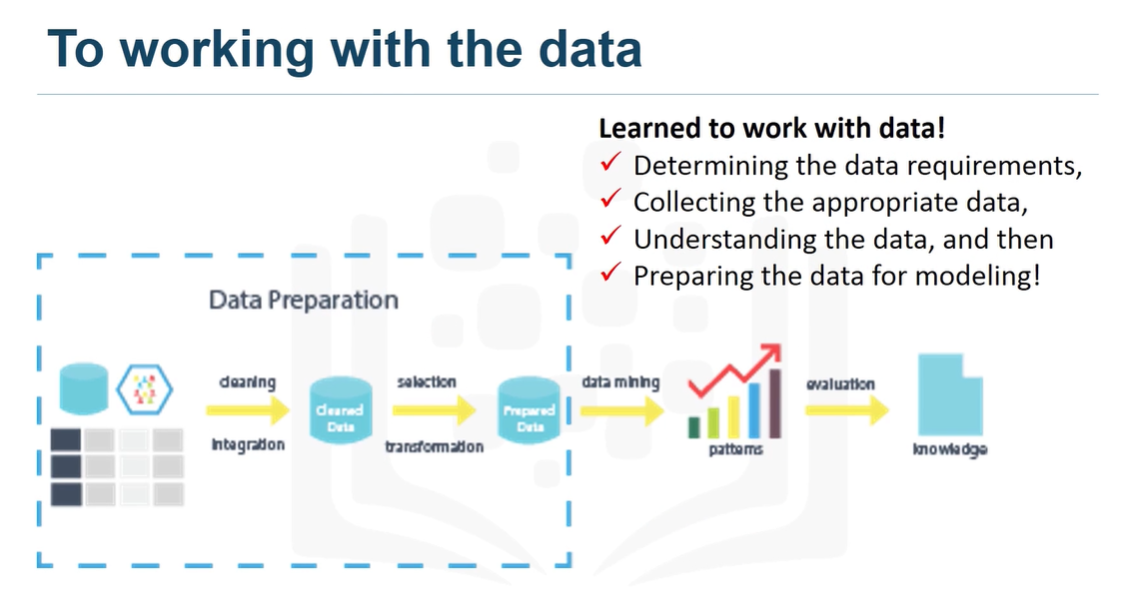 To working with the data
Learned to work with data!
Determining the data requirements,
Collecting the appropriate data,
Understanding the data, and then
Preparing the data for modeling!
Data Preparation
cleaning
integration
Cleaned
Data
selection
transformation
Prepared
Data
data mining
patterns
evaluation
knowledge